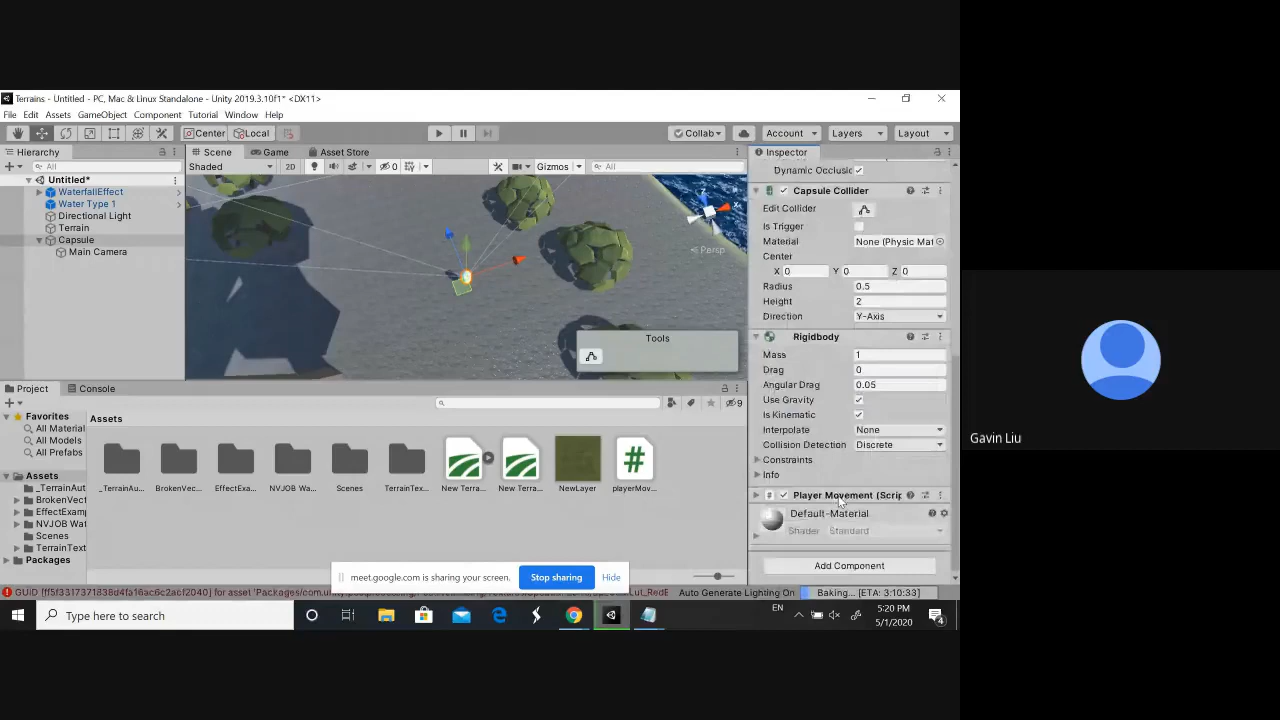 Terrains - Untitled - PC, Mac & Linux Standalone - Unity 2019.3.10f1* <DX11>
File Edit Assets GameObject Component Tutorial Window Help
Center Local Collab Account Layers Layout
Hierarchy
All
Untitled*
WaterfallEffect
Water Type 1
Directional Light
Terrain
Capsule
Main Camera
Scene Game Asset Store
Shaded 2D 0 Gizmos All
Z
Persp
Tools
Inspector
Dynamic Occlusi
Capsule Collider
Edit Collider
Is Trigger
Material None (Physic Mat
Center
X 0 Y 0 Z 0
Radius 0.5
Height 2
Direction Y-Axis
Rigidbody
Mass 1
Drag 0
Angular Drag 0.05
Use Gravity
Is Kinematic
Interpolate None
Collision Detection Discrete
Constraints
Info
Player Movement (Scrip
Default-Material
Shader Standard
Add Component
Project Console
9
Favorites
All Material
All Models
All Prefabs
Assets
_TerrainAut
BrokenVect
EffectExam
NVJOB Wat
Scenes
TerrainText
Packages
Assets
_TerrainAu... BrokenVec... EffectExa... NVJOB Wa... Scenes TerrainTex... New Terra... New Terra... NewLayer playerMov...
meet.google.com is sharing your screen. Stop sharing Hide
Auto Generate Lighting On Baking... [ETA: 3:10:33]
Type here to search
EN
5:20 PM
5/1/2020
4
Gavin Liu